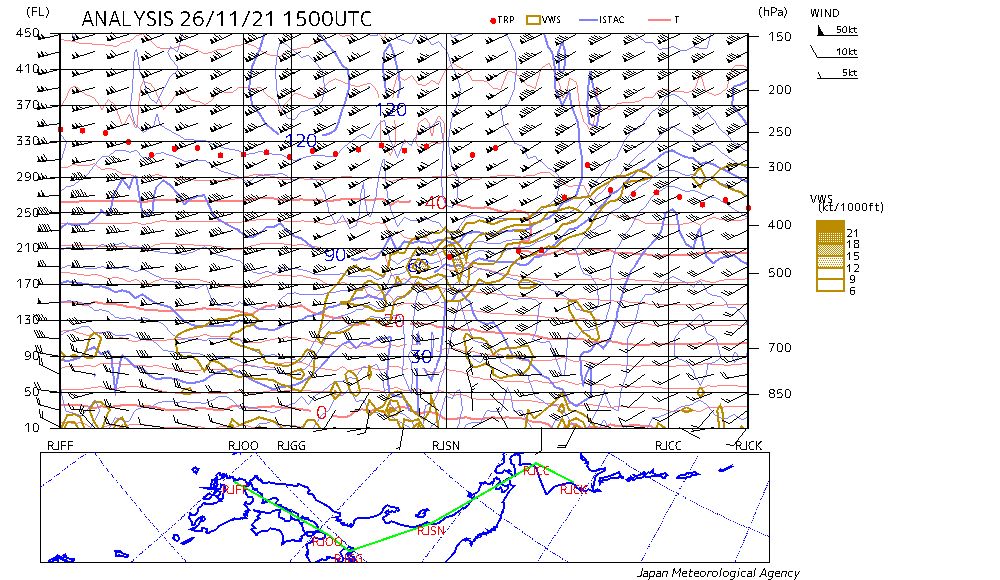 (FL) ANALYSIS 26/11/21 1500UTC TRP VWS ISTAC T (hPa) WIND
450 150 50kt
410 10kt
200 5kt
370 120
250
330 120
300
290
-40 VWS
250 (kt/1000ft)
400
21
210 18
90 15
60 500 12
170 9
6
130 -20
700
90 30
50 850
0
10
RJFF RJOO RJGG RJSN RJCC RJCK
RJCC
RJFF RJCK
RJSN
RJOO
RJGG
Japan Meteorological Agency